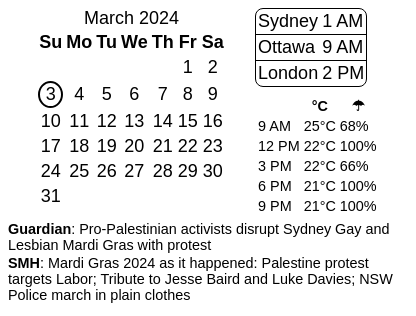 March 2024
Su Mo Tu We Th Fr Sa
1 2
3 4 5 6 7 8 9
10 11 12 13 14 15 16
17 18 19 20 21 22 23
24 25 26 27 28 29 30
31
Sydney 1 AM
Ottawa 9 AM
London 2 PM
°C ☂
9 AM 25°C 68%
12 PM 22°C 100%
3 PM 22°C 66%
6 PM 21°C 100%
9 PM 21°C 100%
Guardian: Pro-Palestinian activists disrupt Sydney Gay and
Lesbian Mardi Gras with protest
SMH: Mardi Gras 2024 as it happened: Palestine protest
targets Labor; Tribute to Jesse Baird and Luke Davies; NSW
Police march in plain clothes